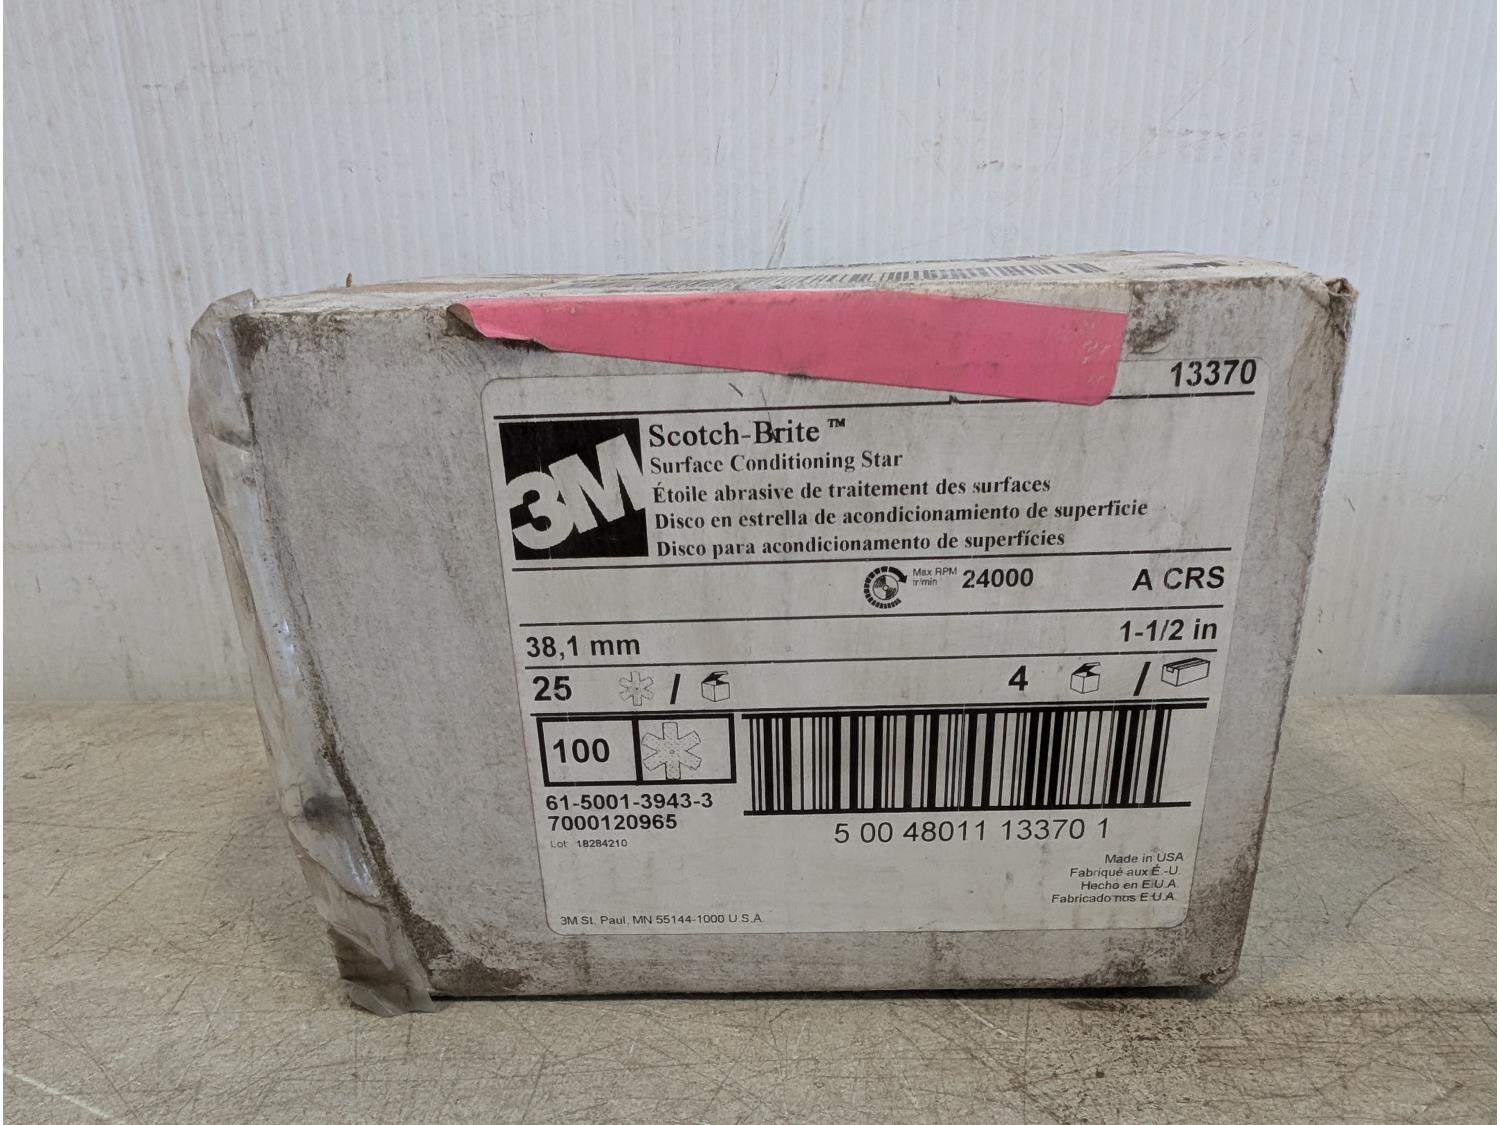 13370
3M
Scotch-Brite™
Surface Conditioning Star
Étoile abrasive de traitement des surfaces
Disco en estrella de acondicionamiento de superficie
Disco para acondicionamento de superfícies
Max RPM
tr/min
24000
A CRS
38,1 mm
1-1/2 in
25 /
4 /
100
61-5001-3943-3
7000120965
Lot: 18284210
5 00 48011 13370 1
Made in USA
Fabriqué aux É.-U.
Hecho en E.U.A.
Fabricado nos E.U.A.
3M St. Paul, MN 55144-1000 U.S.A.